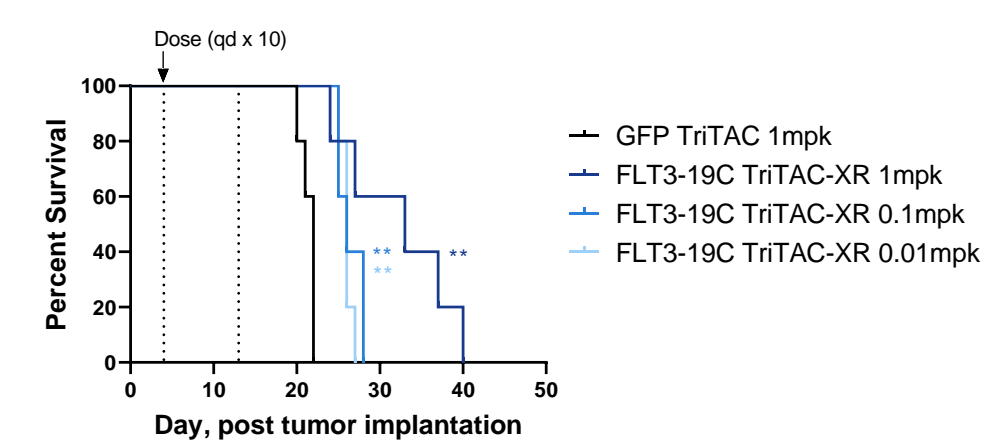 Dose (qd x 10)
100
80
60
40
20
0
Percent Survival
**
**
**
0 10 20 30 40 50
Day, post tumor implantation
GFP TriTAC 1mpk
FLT3-19C TriTAC-XR 1mpk
FLT3-19C TriTAC-XR 0.1mpk
FLT3-19C TriTAC-XR 0.01mpk